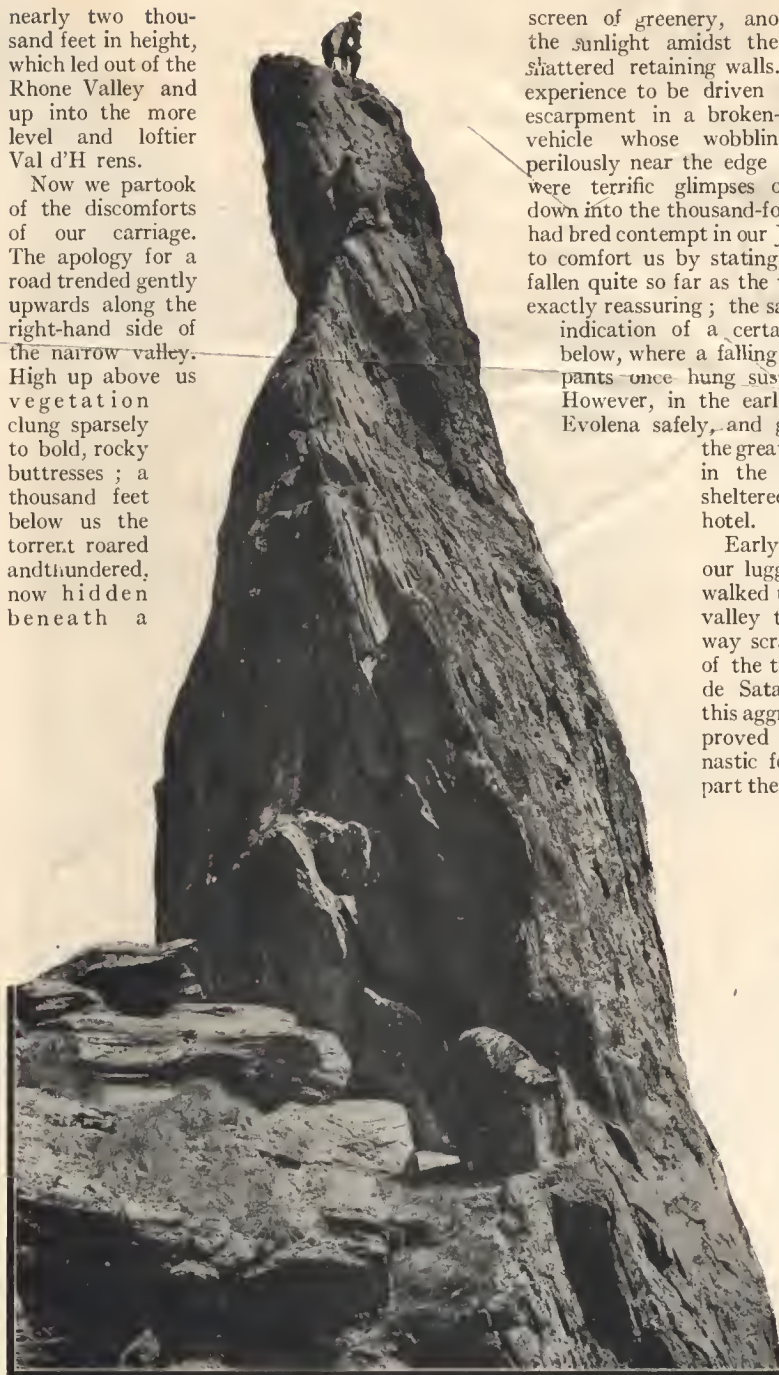 nearly two thou-
sand feet in height,
which led out of the
Rhone Valley and
up into the more
level and loftier
Val d'H rens.
Now we partook
of the discomforts
of our carriage.
The apology for a
road trended gently
upwards along the
right-hand side of
the narrow valley.
High up above us
vegetation
clung sparsely
to bold, rocky
buttresses ; a
thousand feet
below us the
torrent roared
andthundered,
now hidden
beneath a
screen of greenery, ano
the sunlight amidst the
shattered retaining walls.
experience to be driven
escarpment in a broken-
vehicle whose wobblin
perilously near the edge
were terrific glimpses o
down into the thousand-fo
had bred contempt in our
to comfort us by stating
fallen quite so far as the
exactly reassuring ; the sa
indication of a certa
below, where a falling
pants once hung sus
However, in the earl
Evolena safely, and g
the grea
in the
sheltered
hotel.
Early
our lugg
walked
valley t
way scr
of the t
de Sata
this aggr
proved
nastic fe
part the